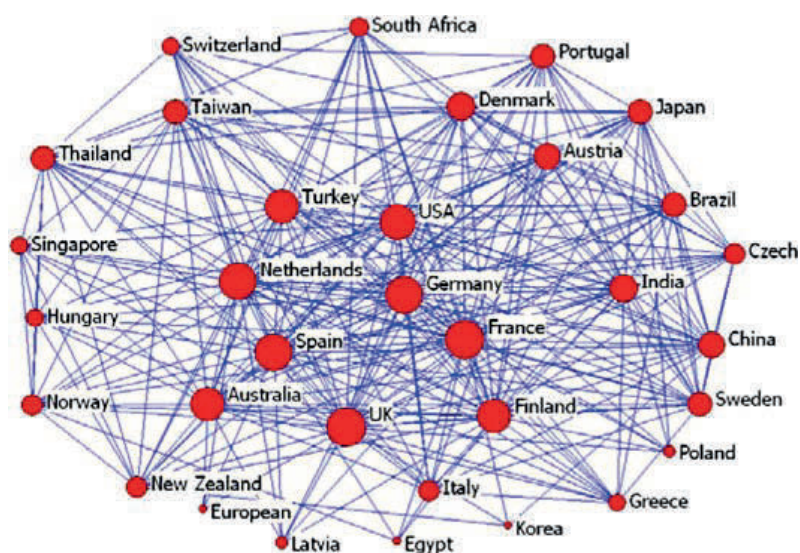 South Africa
Switzerland
Portugal
Denmark
Taiwan
Japan
Thailand
Austria
Turkey
USA
Brazil
Singapore
Czech
Netherlands
Germany
India
Hungary
France
Spain
China
Norway
Australia
UK
Finland
Sweden
Poland
New Zealand
Italy
Greece
European
Korea
Latvia
Egypt